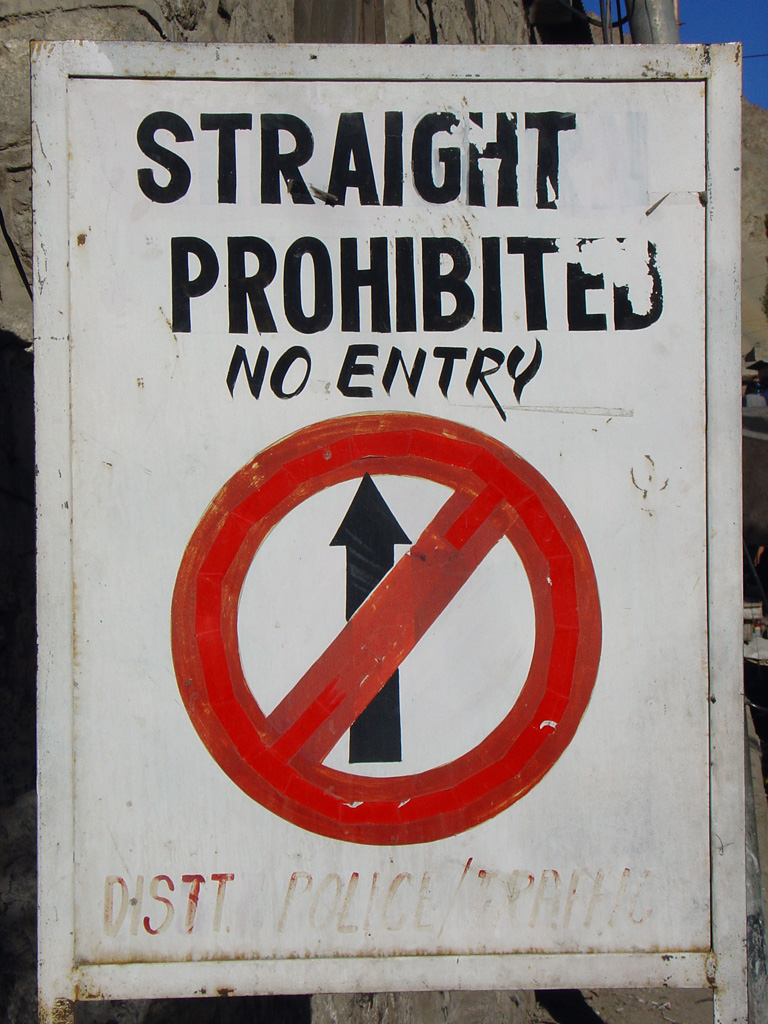 STRAIGHT
PROHIBITED
NO ENTRY
DISTT. POLICE/TRAFFIC